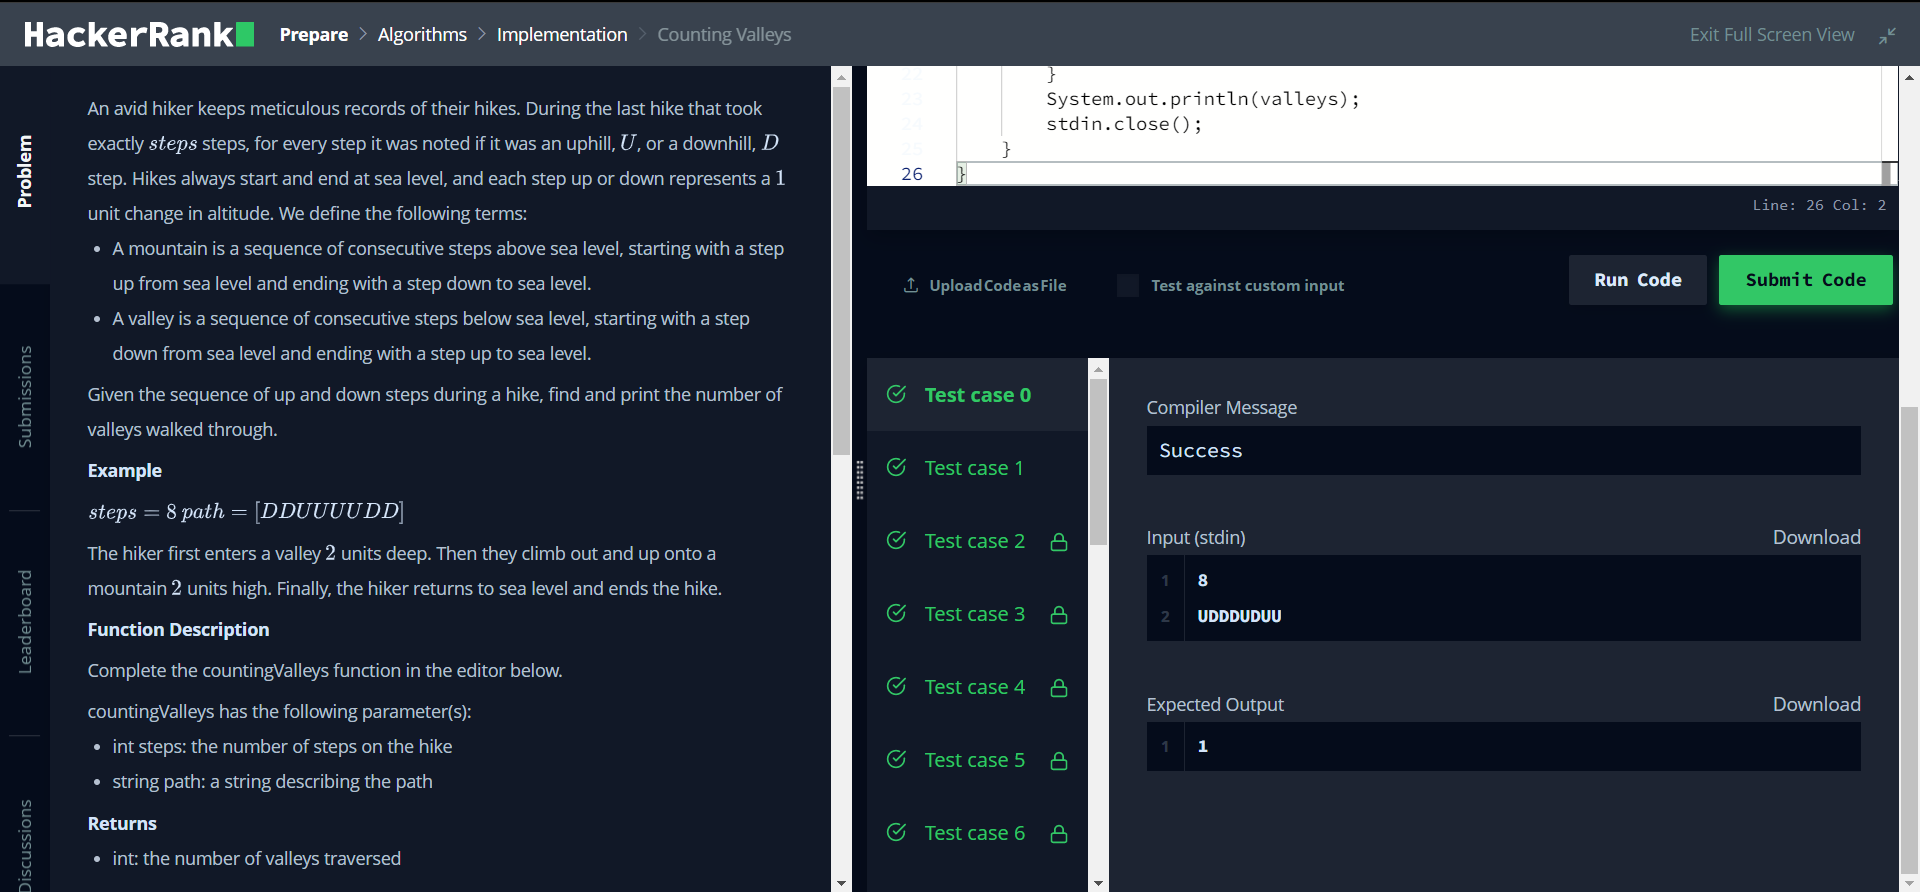 HackerRank
Prepare > Algorithms > Implementation > Counting Valleys
Exit Full Screen View
Problem
Submissions
Leaderboard
Discussions
An avid hiker keeps meticulous records of their hikes. During the last hike that took
exactly steps steps, for every step it was noted if it was an uphill, U, or a downhill, D
step. Hikes always start and end at sea level, and each step up or down represents a 1
unit change in altitude. We define the following terms:
• A mountain is a sequence of consecutive steps above sea level, starting with a step
up from sea level and ending with a step down to sea level.
• A valley is a sequence of consecutive steps below sea level, starting with a step
down from sea level and ending with a step up to sea level.
Given the sequence of up and down steps during a hike, find and print the number of
valleys walked through.
Example
steps = 8 path = [DDUUUUDD]
The hiker first enters a valley 2 units deep. Then they climb out and up onto a
mountain 2 units high. Finally, the hiker returns to sea level and ends the hike.
Function Description
Complete the countingValleys function in the editor below.
countingValleys has the following parameter(s):
• int steps: the number of steps on the hike
• string path: a string describing the path
Returns
• int: the number of valleys traversed
22 }
23 System.out.println(valleys);
24 stdin.close();
25 }
26 }
Line: 26 Col: 2
Upload Code as File
Test against custom input
Run Code
Submit Code
Test case 0
Test case 1
Test case 2
Test case 3
Test case 4
Test case 5
Test case 6
Compiler Message
Success
Input (stdin)
Download
1 8
2 UDDDUDUU
Expected Output
Download
1 1